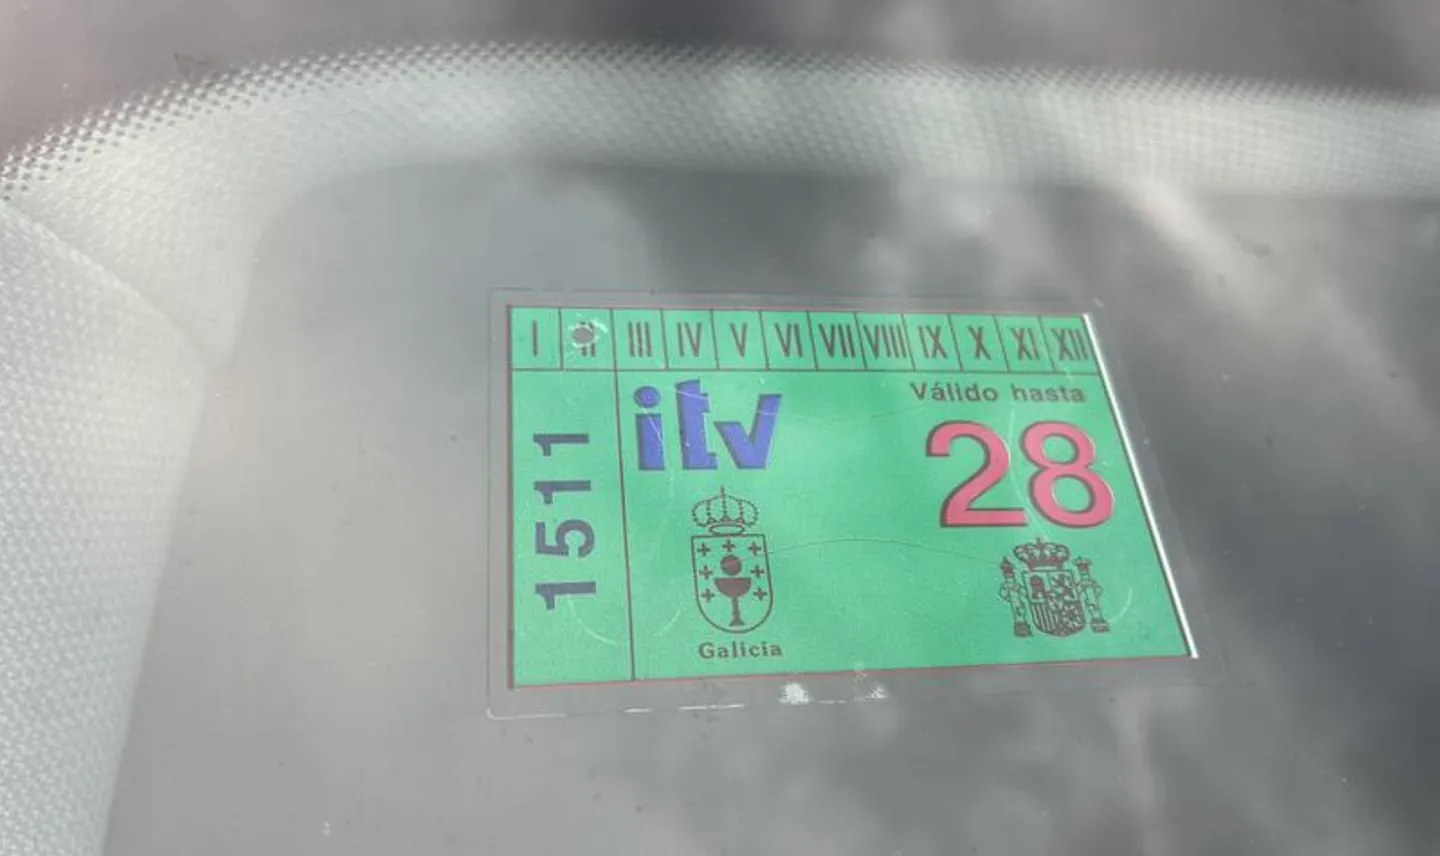 I II III IV V VI VII VIII IX X XI XII
1511
itv
Válido hasta
28
Galicia